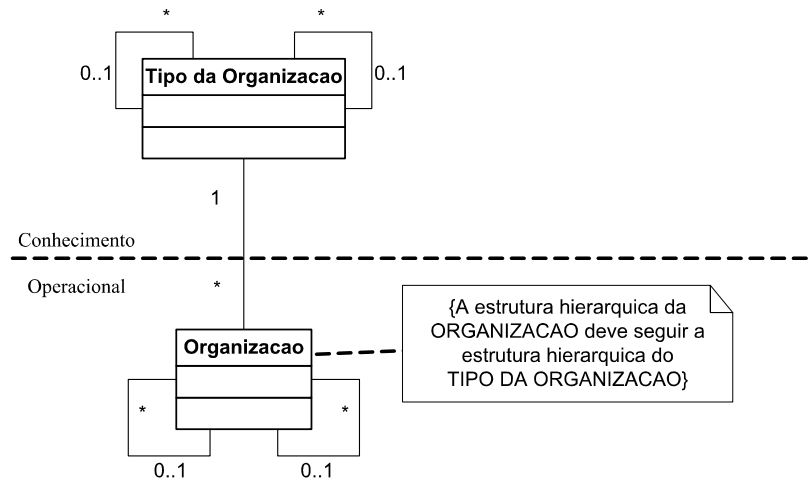 *
*
0..1
Tipo da Organizacao
0..1
1
Conhecimento
Operacional
*
{A estrutura hierarquica da
ORGANIZACAO deve seguir a
estrutura hierarquica do
TIPO DA ORGANIZACAO}
Organizacao
*
*
0..1
0..1